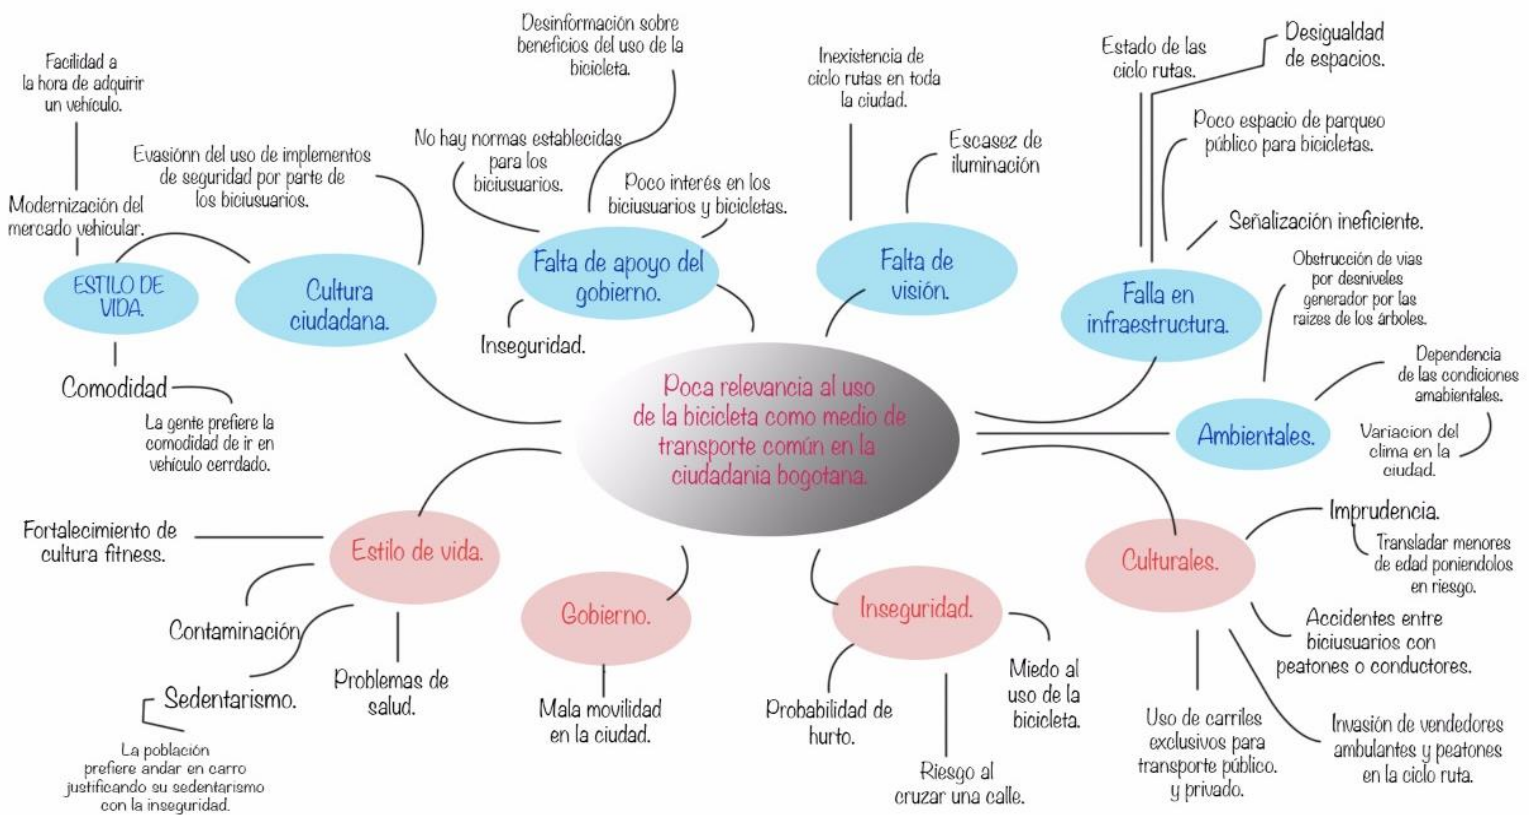 Desinformación sobre
beneficios del uso de la
bicicleta.
Facilidad a
la hora de adquirir
un vehículo.
Inexistencia de
ciclo rutas en toda
la ciudad.
Estado de las
ciclo rutas.
Desigualdad
de espacios.
Evasiónn del uso de implementos
de seguridad por parte de
los biciusuarios.
No hay normas establecidas
para los
biciusuarios.
Poco interés en los
biciusuarios y bicicletas.
Escasez de
iluminación
Poco espacio de parqueo
público para bicicletas.
Modernización del
mercado vehicular.
Señalización ineficiente.
ESTILO DE
VIDA.
Cultura
ciudadana.
Falta de apoyo del
gobierno.
Falta de
visión.
Falla en
infraestructura.
Obstrucción de vias
por desniveles
generador por las
raízes de los árboles.
Inseguridad.
Comodidad
La gente prefiere la
comodidad de ir en
vehículo cerrdado.
Poca relevancia al uso
de la bicicleta como medio de
transporte común en la
ciudadania bogotana.
Ambientales.
Dependencia
de las condiciones
amabientales.
Variacion del
clima en la
ciudad.
Fortalecimiento de
cultura fitness.
Estilo de vida.
Contaminación
Sedentarismo.
La población
prefiere andar en carro
justificando su sedentarismo
con la inseguridad.
Problemas de
salud.
Gobierno.
Mala movilidad
en la ciudad.
Inseguridad.
Probabilidad de
hurto.
Riesgo al
cruzar una calle.
Miedo al
uso de la
bicicleta.
Culturales.
Imprudencia.
Transladar menores
de edad poniendolos
en riesgo.
Accidentes entre
biciusuarios con
peatones o conductores.
Uso de carriles
exclusivos para
transporte público.
y privado.
Invasión de vendedores
ambulantes y peatones
en la ciclo ruta.